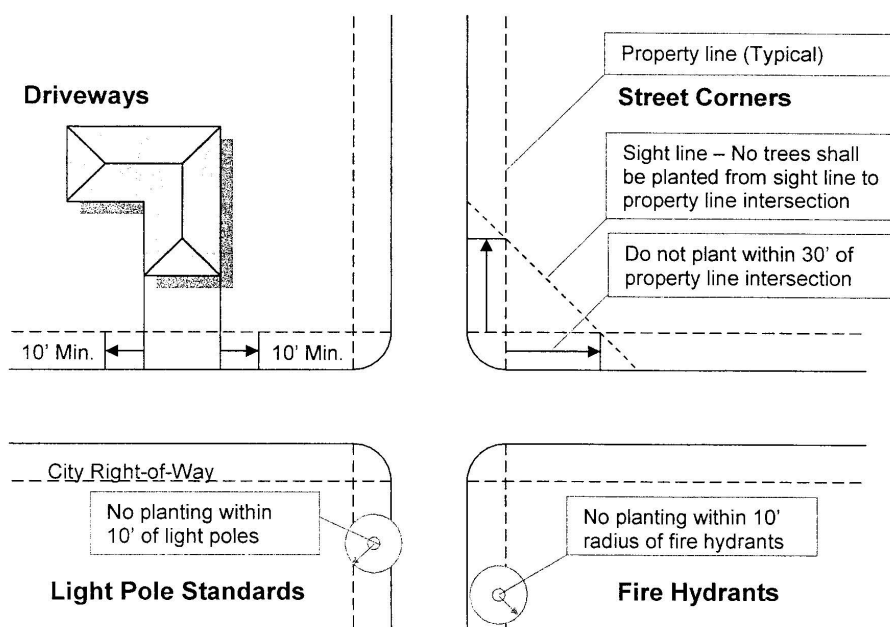 Property line (Typical)
Driveways
Street Corners
Sight line – No trees shall
be planted from sight line to
property line intersection
Do not plant within 30’ of
property line intersection
10’ Min.
10’ Min.
City Right-of-Way
No planting within
10’ of light poles
No planting within 10’
radius of fire hydrants
Light Pole Standards
Fire Hydrants